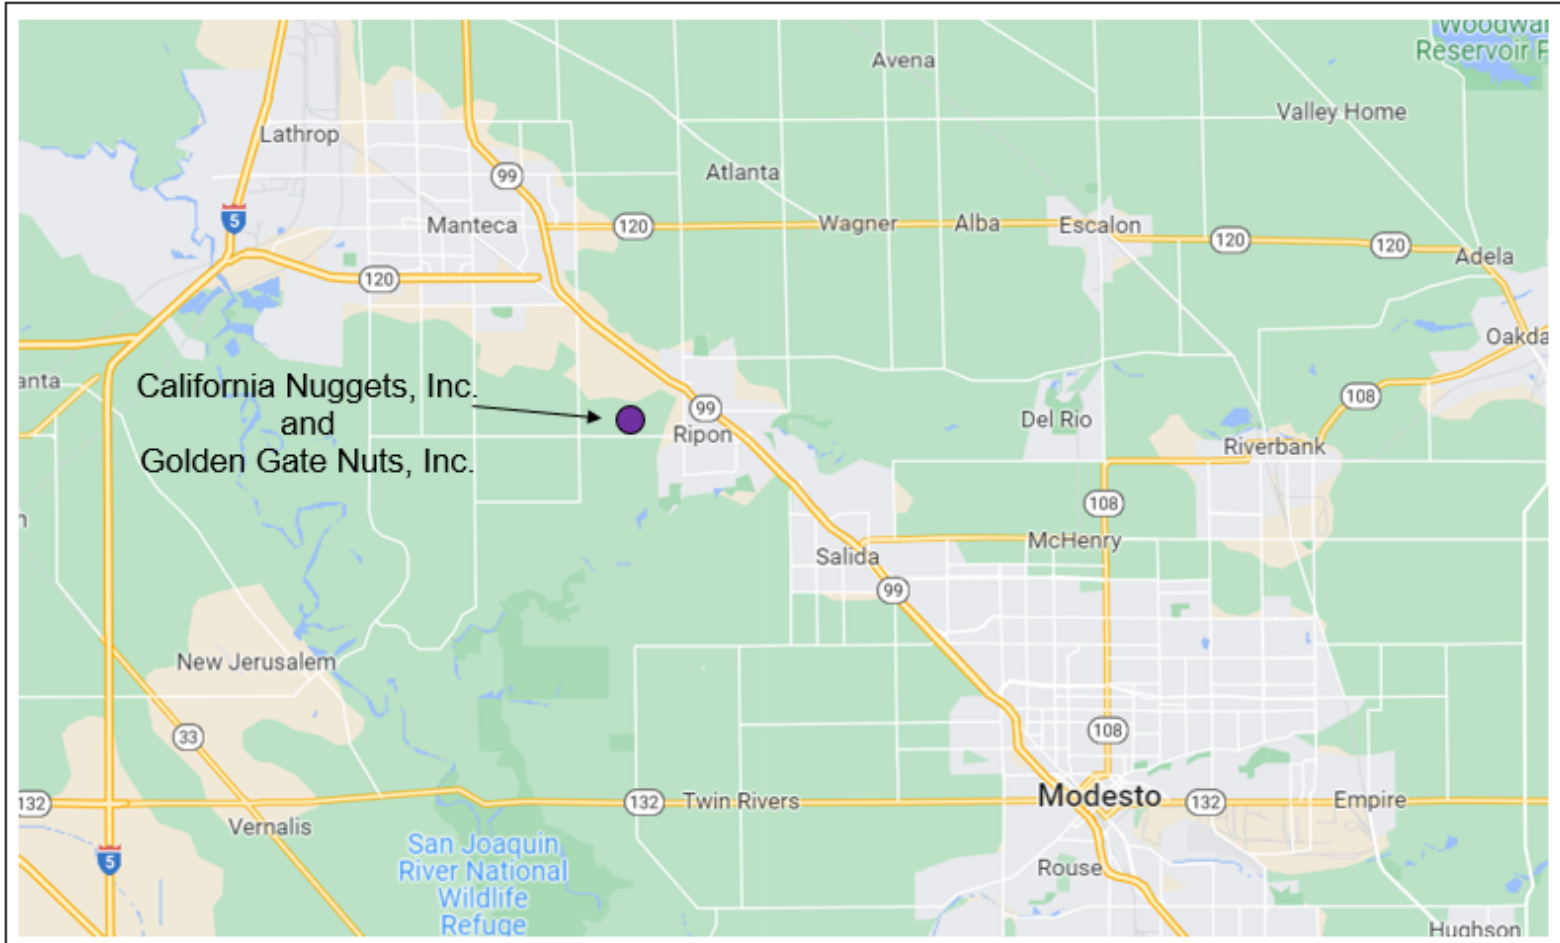 Woodwar
Reservoir P
Avena
Valley Home
Lathrop
99
Atlanta
5
Manteca
120
Wagner
Alba
Escalon
120
120
Adela
120
Oakda
anta
California Nuggets, Inc.
and
Golden Gate Nuts, Inc.
99
Ripon
108
Del Rio
Riverbank
108
n
McHenry
Salida
99
New Jerusalem
33
108
132
132
Twin Rivers
Modesto
132
Empire
Vernalis
5
San Joaquin
River National
Wildlife
Refuge
Rouse
Hughson